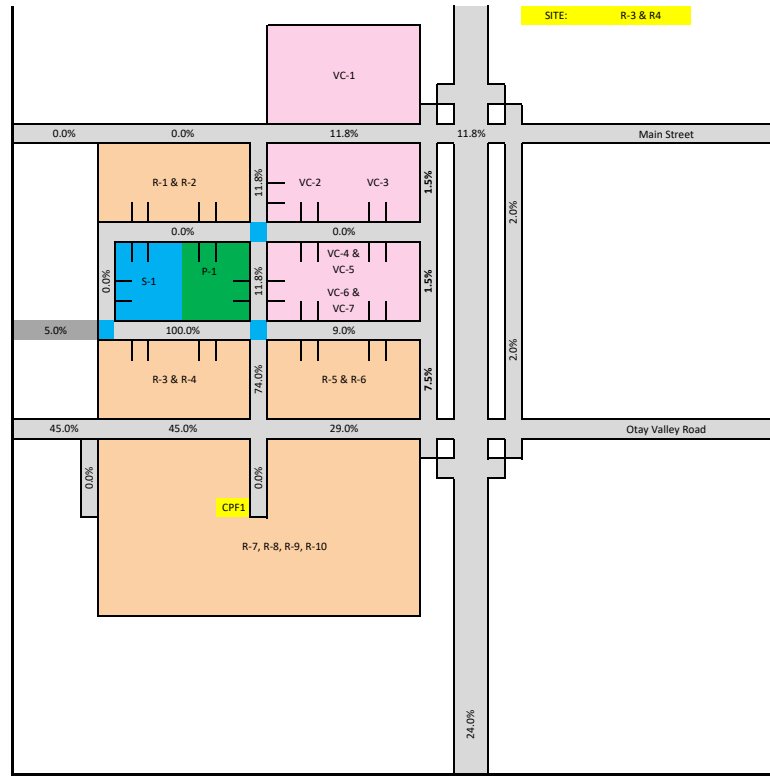 SITE: R-3 & R4
VC-1
0.0% 0.0% 11.8% 11.8% Main Street
R-1 & R-2
11.8%
VC-2 VC-3
1.5%
2.0%
0.0% 0.0%
0.0%
S-1
P-1
11.8%
VC-4 &
VC-5
VC-6 &
VC-7
1.5%
5.0% 100.0% 9.0%
2.0%
R-3 & R-4
74.0%
R-5 & R-6
7.5%
45.0% 45.0% 29.0% Otay Valley Road
0.0%
0.0%
CPF1
R-7, R-8, R-9, R-10
24.0%